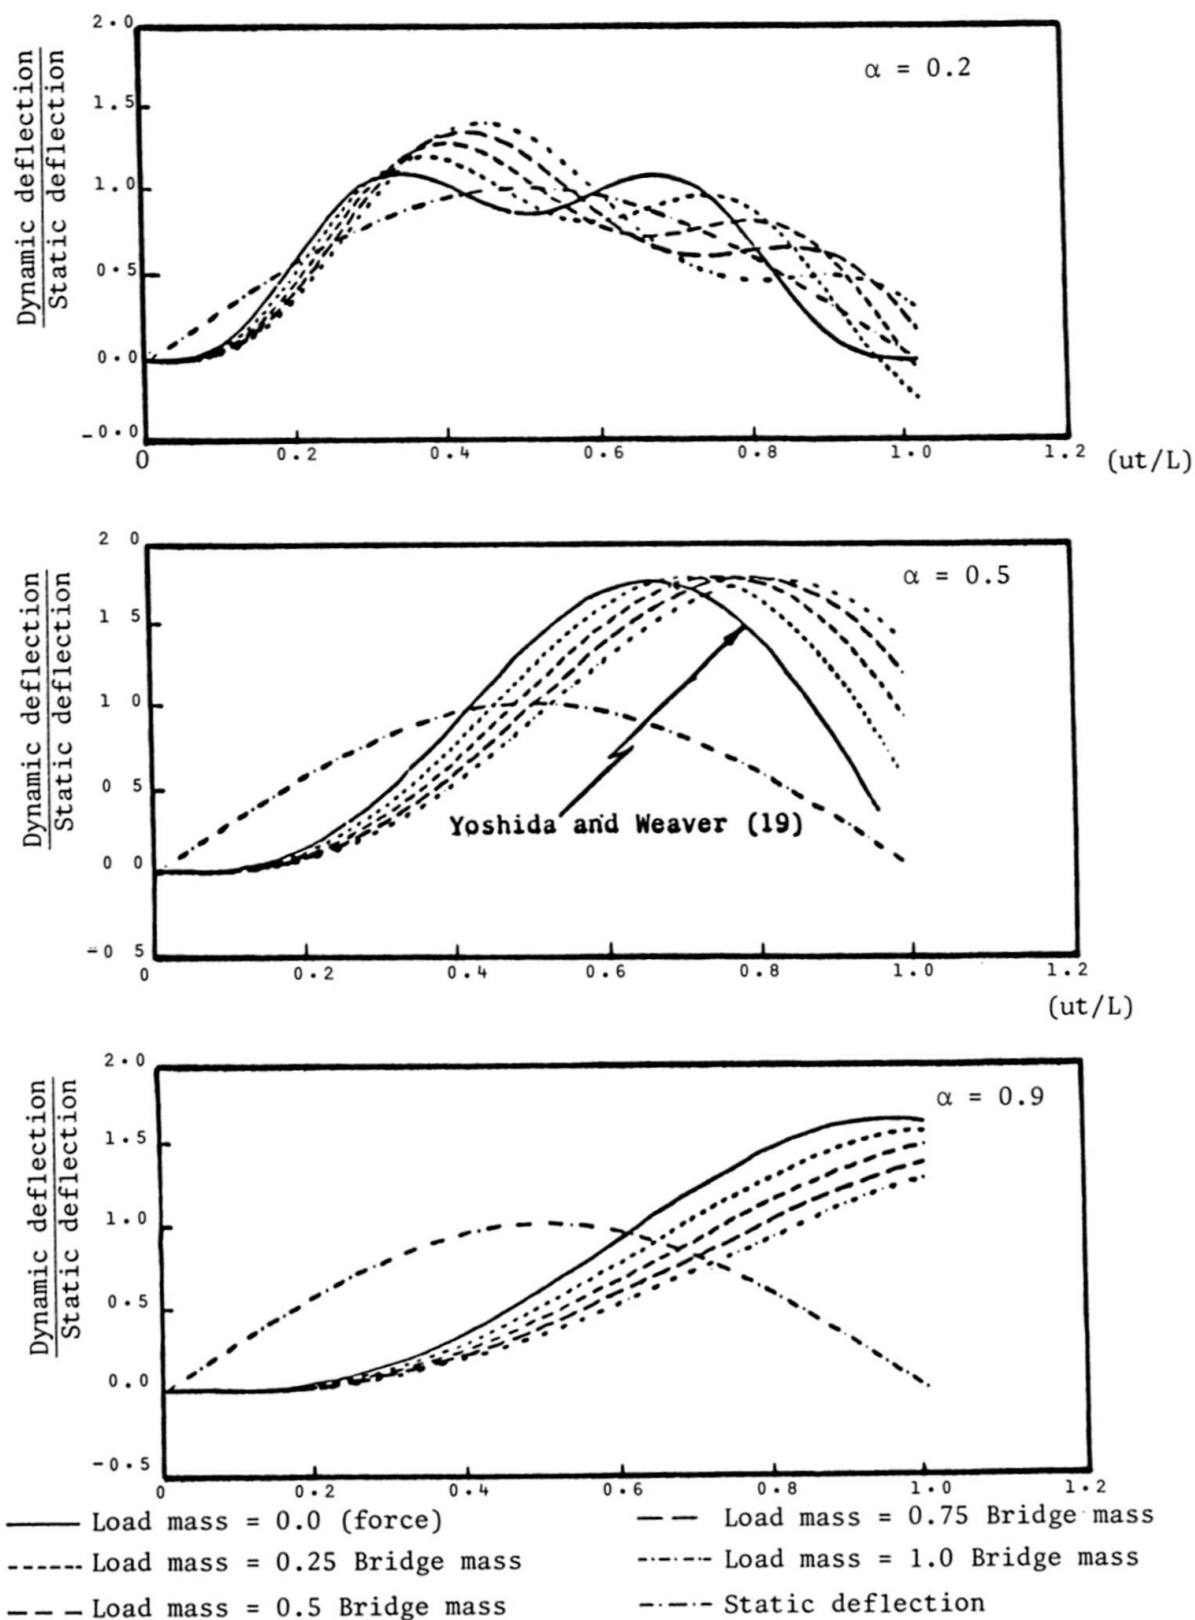 2.0
1.5
1.0
0.5
0.0
-0.0
Dynamic deflection
Static deflection
α = 0.2
0 0.2 0.4 0.6 0.8 1.0 1.2 (ut/L)
2 0
1 5
1 0
0 5
0 0
-0 5
Dynamic deflection
Static deflection
α = 0.5
Yoshida and Weaver (19)
0 0.2 0.4 0.6 0.8 1.0 1.2
(ut/L)
2.0
1.5
1.0
0.5
0.0
-0.5
Dynamic deflection
Static deflection
α = 0.9
0 0.2 0.4 0.6 0.8 1.0 1.2
Load mass = 0.0 (force)
Load mass = 0.25 Bridge mass
Load mass = 0.5 Bridge mass
Load mass = 0.75 Bridge mass
Load mass = 1.0 Bridge mass
Static deflection